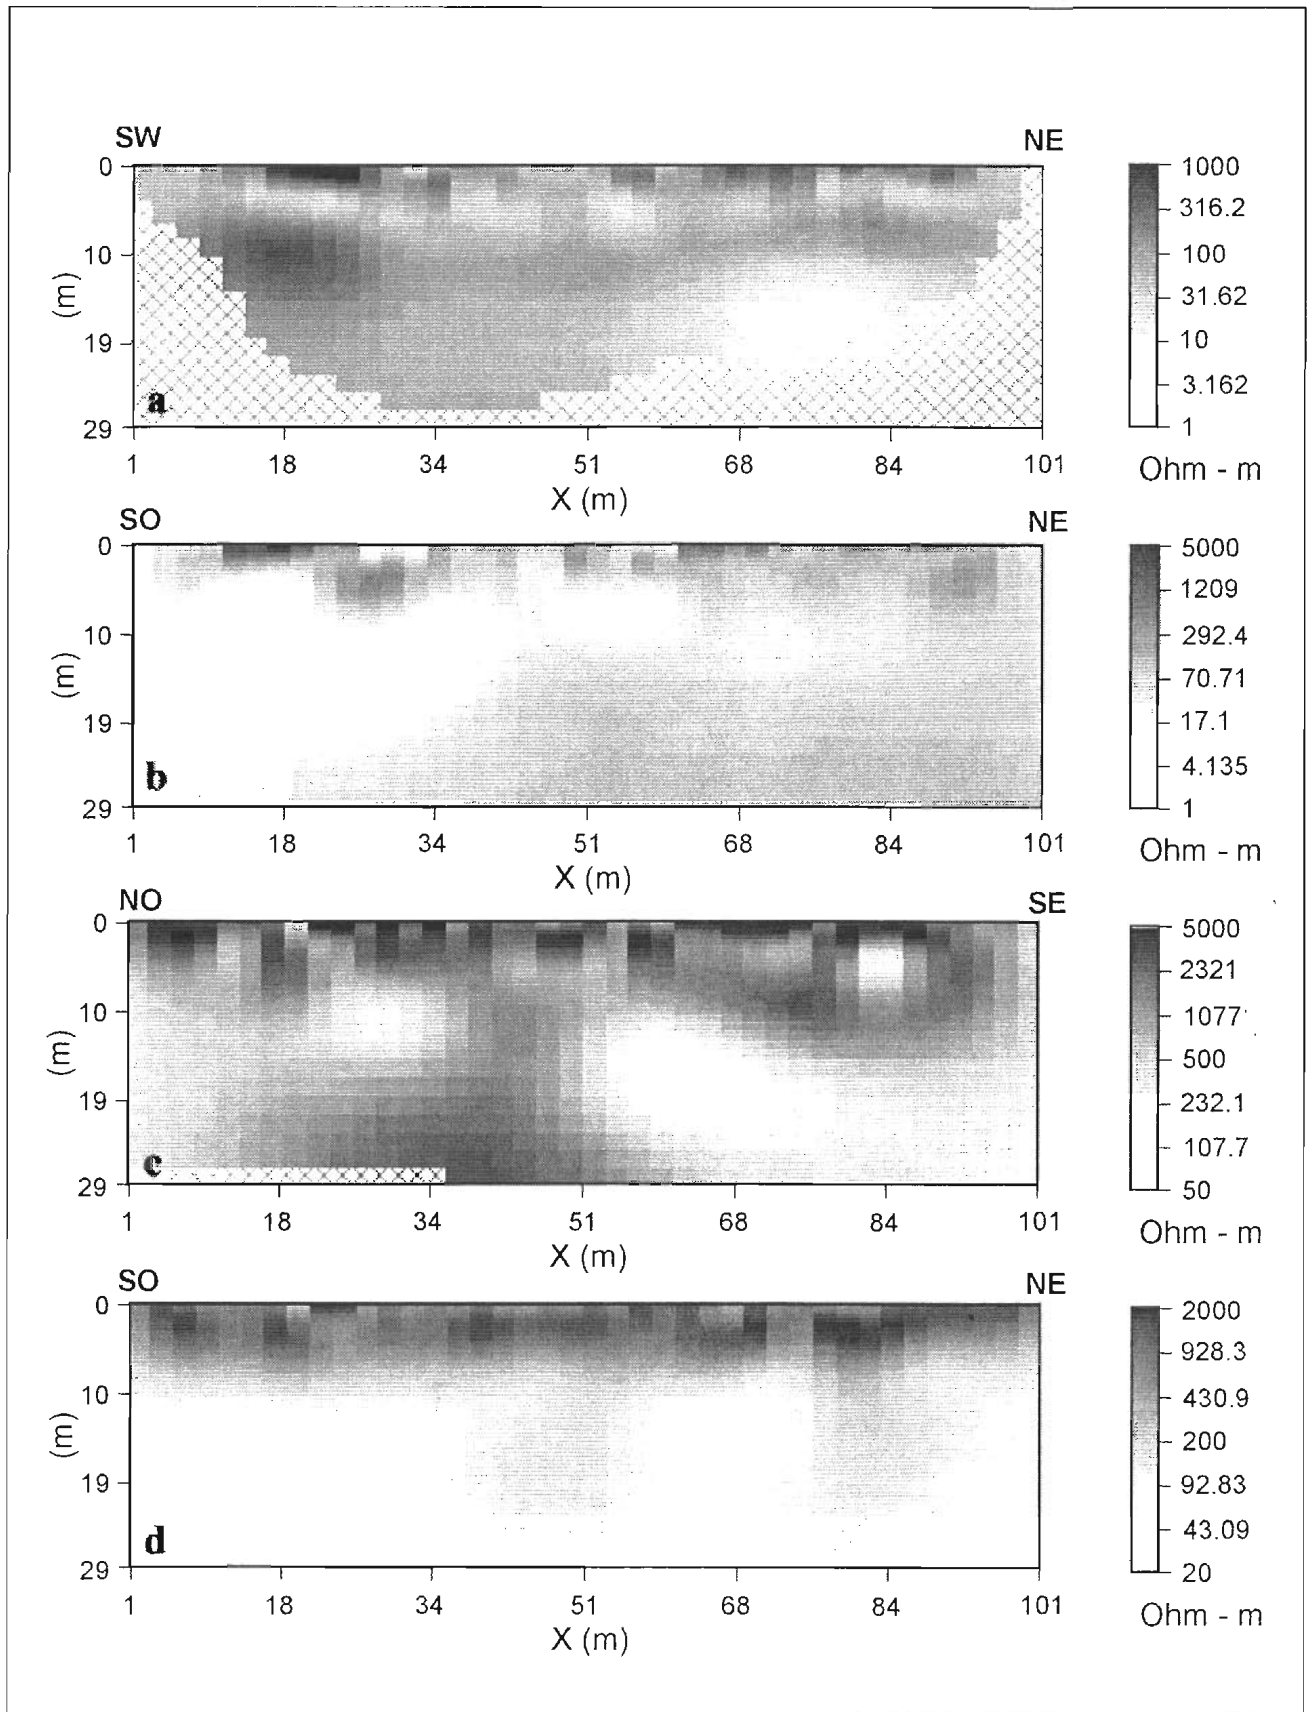 SW NE
0
10
19
29
(m)
a
1 18 34 51 68 84 101
X (m)
1000
316.2
100
31.62
10
3.162
1
Ohm - m
SO NE
0
10
19
29
(m)
b
1 18 34 51 68 84 101
X (m)
5000
1209
292.4
70.71
17.1
4.135
1
Ohm - m
NO SE
0
10
19
29
(m)
c
1 18 34 51 68 84 101
X (m)
5000
2321
1077
500
232.1
107.7
50
Ohm - m
SO NE
0
10
19
29
(m)
d
1 18 34 51 68 84 101
X (m)
2000
928.3
430.9
200
92.83
43.09
20
Ohm - m